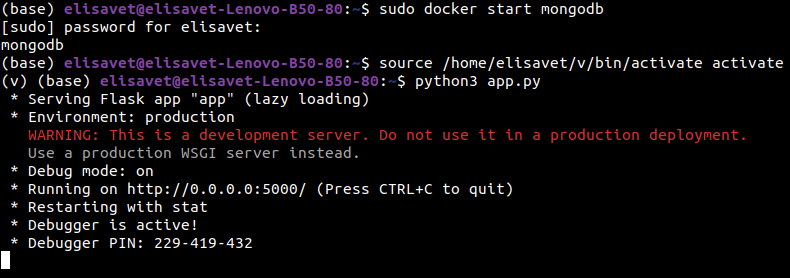 (base) elisavet@elisavet-Lenovo-B50-80:~$ sudo docker start mongodb
[sudo] password for elisavet:
mongodb
(base) elisavet@elisavet-Lenovo-B50-80:~$ source /home/elisavet/v/bin/activate activate
(v) (base) elisavet@elisavet-Lenovo-B50-80:~$ python3 app.py
* Serving Flask app "app" (lazy loading)
* Environment: production
WARNING: This is a development server. Do not use it in a production deployment.
Use a production WSGI server instead.
* Debug mode: on
* Running on http://0.0.0.0:5000/ (Press CTRL+C to quit)
* Restarting with stat
* Debugger is active!
* Debugger PIN: 229-419-432